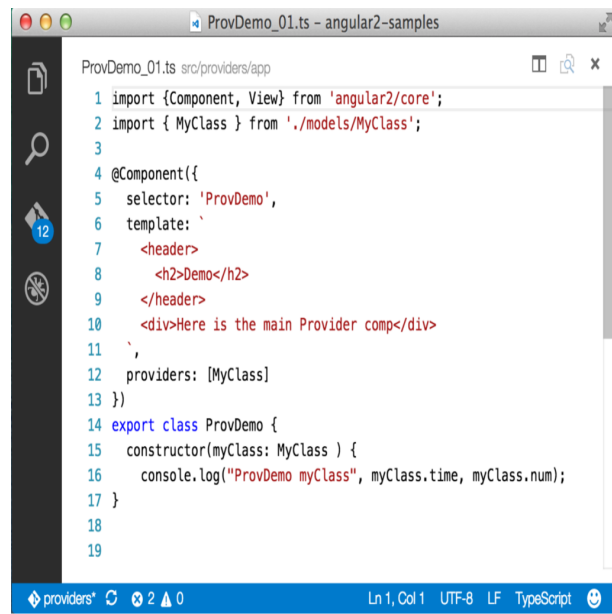 ProvDemo_01.ts – angular2-samples
ProvDemo_01.ts src/providers/app
1 import {Component, View} from 'angular2/core';
2 import { MyClass } from './models/MyClass';
3
4 @Component({
5   selector: 'ProvDemo',
6   template: `
7     <header>
8       <h2>Demo</h2>
9     </header>
10     <div>Here is the main Provider comp</div>
11   `,
12   providers: [MyClass]
13 })
14 export class ProvDemo {
15   constructor(myClass: MyClass ) {
16     console.log("ProvDemo myClass", myClass.time, myClass.num);
17 }
18
19
12
providers* 2 0 Ln 1, Col 1 UTF-8 LF TypeScript